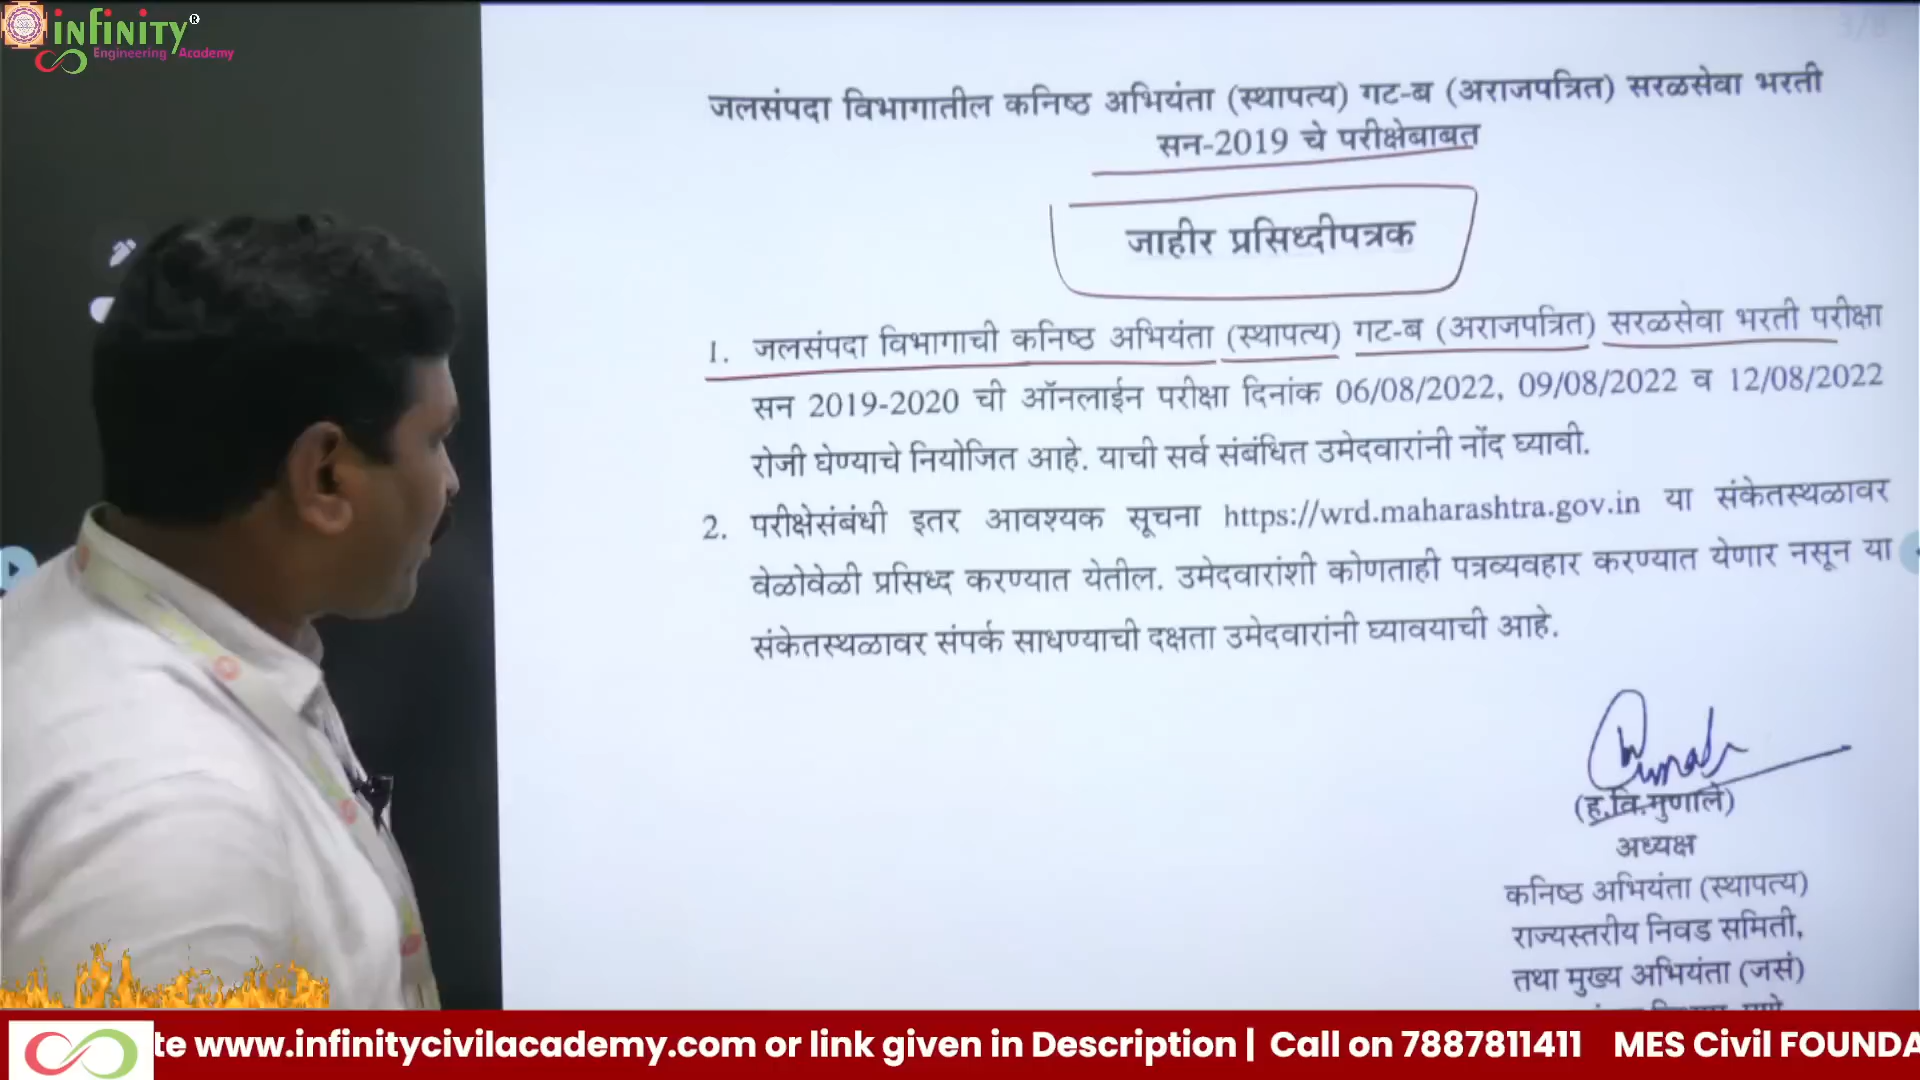 infinity®
Engineering Academy
जलसंपदा विभागातील कनिष्ठ अभियंता (स्थापत्य) गट-ब (अराजपत्रित) सरळसेवा भरती
सन-2019 चे परीक्षेबाबत
जाहीर प्रसिध्दीपत्रक
1. जलसंपदा विभागाची कनिष्ठ अभियंता (स्थापत्य) गट-ब (अराजपत्रित) सरळसेवा भरती परीक्षा
सन 2019-2020 ची ऑनलाईन परीक्षा दिनांक 06/08/2022, 09/08/2022 व 12/08/2022
रोजी घेण्याचे नियोजित आहे. याची सर्व संबंधित उमेदवारांनी नोंद घ्यावी.
2. परीक्षेसंबंधी इतर आवश्यक सूचना https://wrd.maharashtra.gov.in या संकेतस्थळावर
वेळोवेळी प्रसिध्द करण्यात येतील. उमेदवारांशी कोणताही पत्रव्यवहार करण्यात येणार नसून या
संकेतस्थळावर संपर्क साधण्याची दक्षता उमेदवारांनी घ्यावयाची आहे.
(ह.वि.मुणाले)
अध्यक्ष
कनिष्ठ अभियंता (स्थापत्य)
राज्यस्तरीय निवड समिती,
तथा मुख्य अभियंता (जसं)
te www.infinitycivilacademy.com or link given in Description | Call on 7887811411 MES Civil FOUNDA